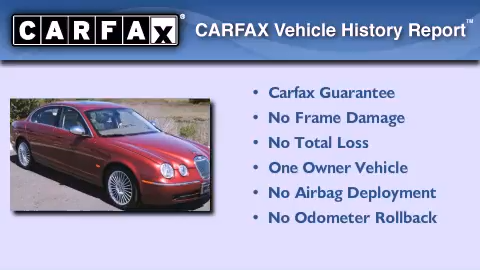 CARFAX®
CARFAX Vehicle History Report™
• Carfax Guarantee
• No Frame Damage
• No Total Loss
• One Owner Vehicle
• No Airbag Deployment
• No Odometer Rollback